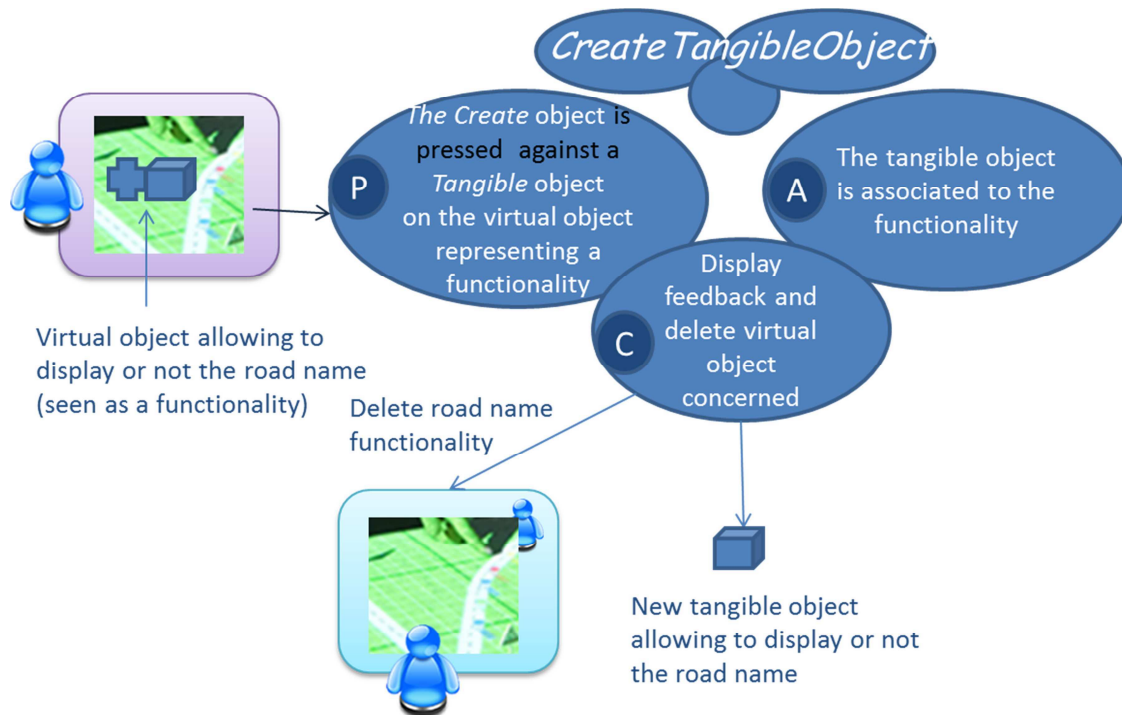 CreateTangibleObject
The Create object is
pressed against a
Tangible object
on the virtual object
representing a
functionality
P
A
The tangible object
is associated to the
functionality
C
Display
feedback and
delete virtual
object
concerned
Virtual object allowing to
display or not the road name
(seen as a functionality)
Delete road name
functionality
New tangible object
allowing to display or not
the road name